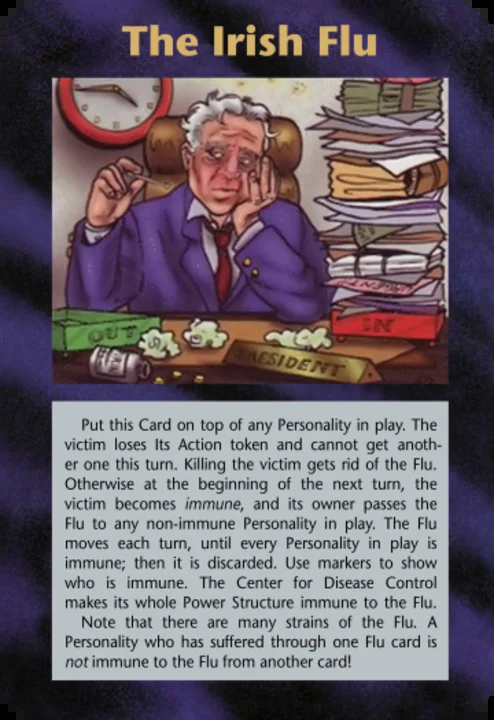 The Irish Flu
OUT
IN
PRESIDENT
Put this Card on top of any Personality in play. The
victim loses Its Action token and cannot get anoth-
er one this turn. Killing the victim gets rid of the Flu.
Otherwise at the beginning of the next turn, the
victim becomes immune, and its owner passes the
Flu to any non-immune Personality in play. The Flu
moves each turn, until every Personality in play is
immune; then it is discarded. Use markers to show
who is immune. The Center for Disease Control
makes its whole Power Structure immune to the Flu.
Note that there are many strains of the Flu. A
Personality who has suffered through one Flu card is
not immune to the Flu from another card!